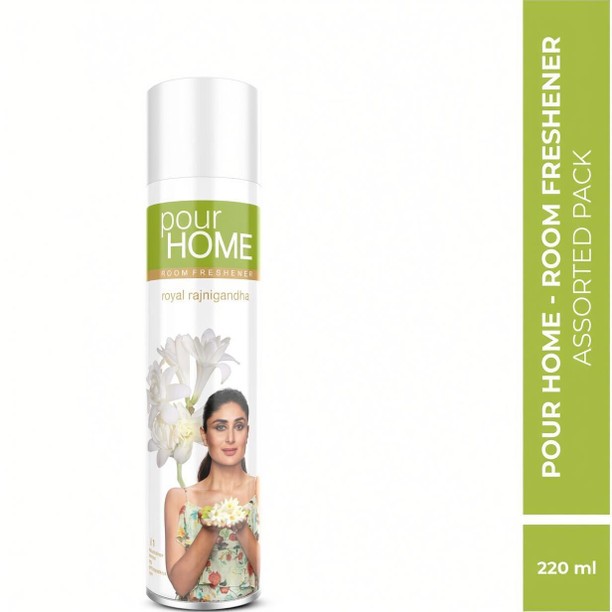 pour
HOME
ROOM FRESHENER
royal rajnigandha
POUR HOME - ROOM FRESHENER
ASSORTED PACK
220 ml